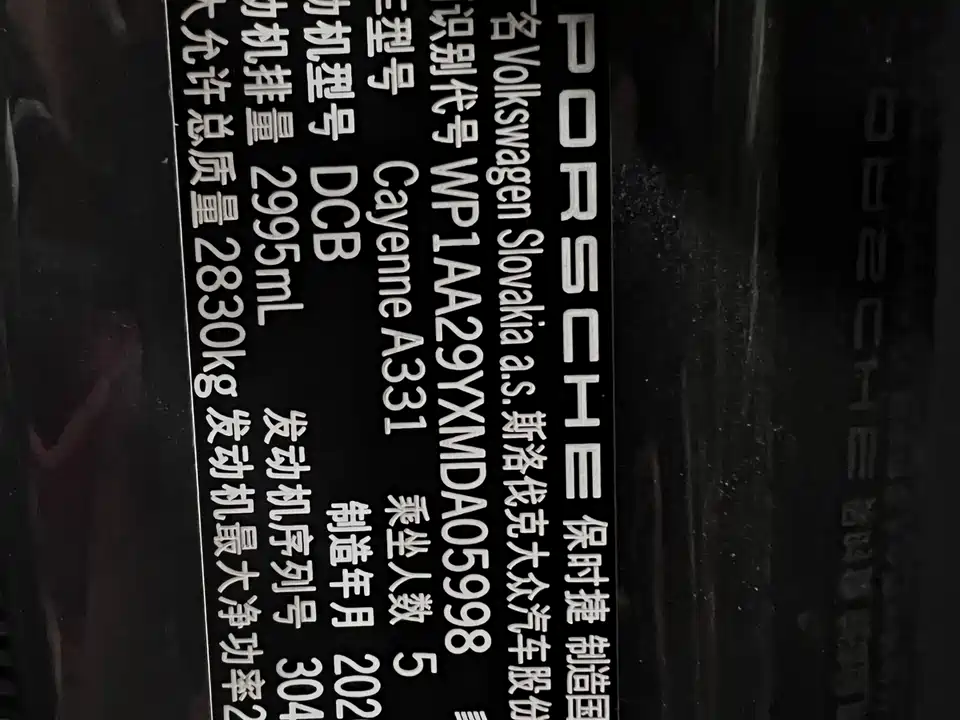 PORSCHE 保时捷 制造国
名 Volkswagen Slovakia a.s.斯洛伐克大众汽车股份
识别代号 WP1AA29YXMDA05998
型号 Cayenne A331 乘坐人数 5
动机型号 DCB 制造年月 202
动机排量 2995mL 发动机序列号 304
大允许总质量 2830kg 发动机最大净功率2